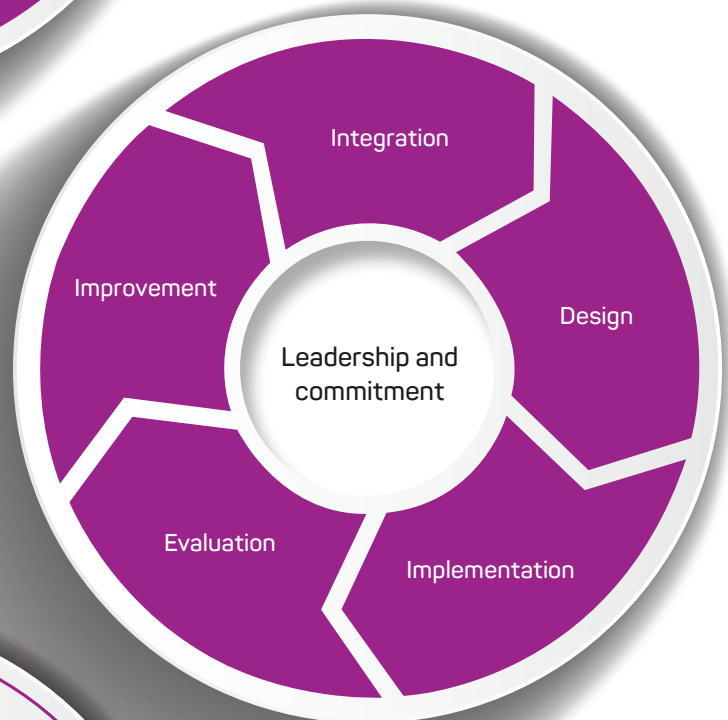 Integration
Design
Implementation
Evaluation
Improvement
Leadership and
commitment